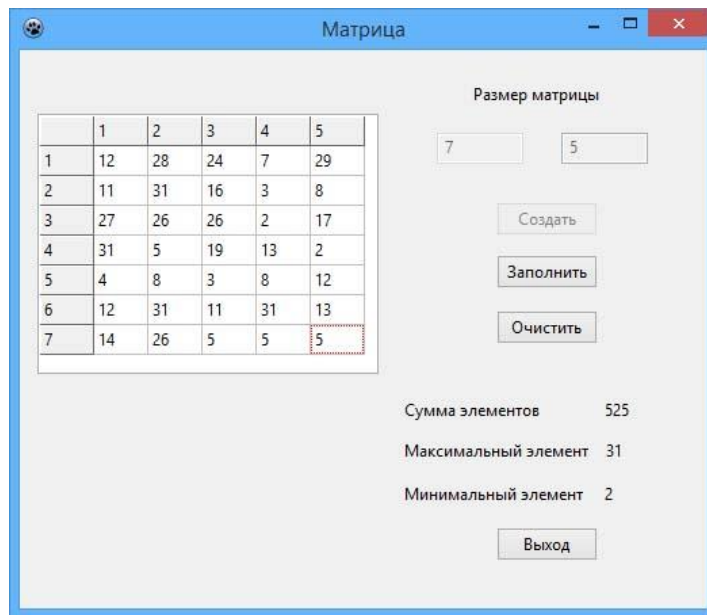 Матрица
Размер матрицы
7 5
1 2 3 4 5
1 12 28 24 7 29
2 11 31 16 3 8
3 27 26 26 2 17
4 31 5 19 13 2
5 4 8 3 8 12
6 12 31 11 31 13
7 14 26 5 5 5
Создать
Заполнить
Очистить
Сумма элементов 525
Максимальный элемент 31
Минимальный элемент 2
Выход